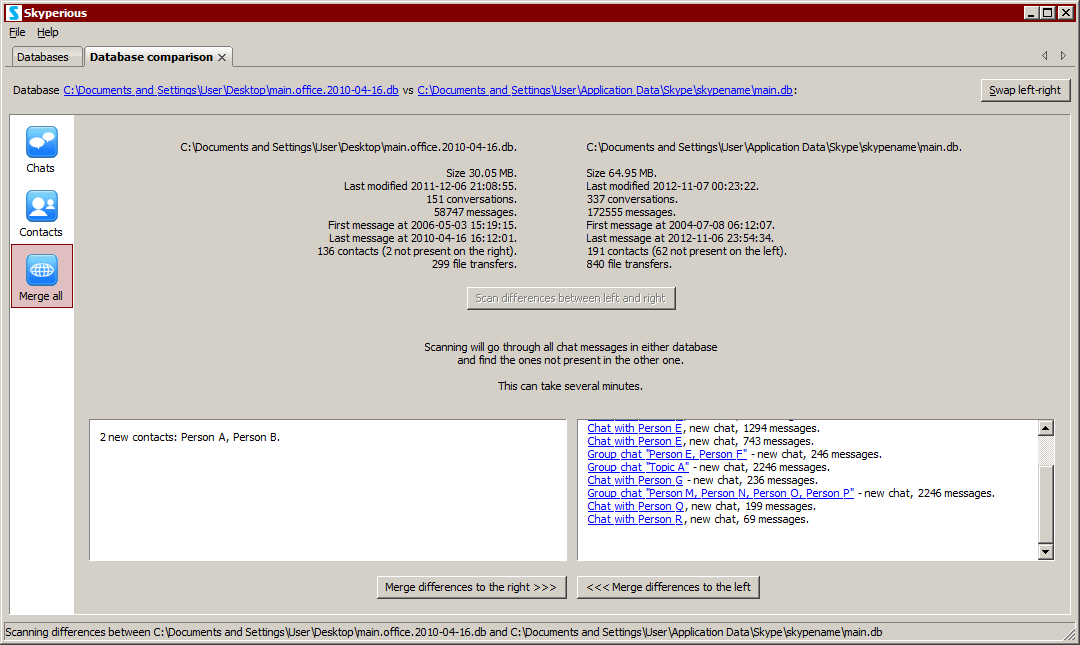 Skyperious
File Help
Databases Database comparison
Database C:\Documents and Settings\User\Desktop\main.office.2010-04-16.db vs C:\Documents and Settings\User\Application Data\Skype\skypename\main.db: Swap left-right
Chats
Contacts
Merge all
C:\Documents and Settings\User\Desktop\main.office.2010-04-16.db.
Size 30.05 MB.
Last modified 2011-12-06 21:08:55.
151 conversations.
58747 messages.
First message at 2006-05-03 15:19:15.
Last message at 2010-04-16 16:12:01.
136 contacts (2 not present on the right).
299 file transfers.
C:\Documents and Settings\User\Application Data\Skype\skypename\main.db.
Size 64.95 MB.
Last modified 2012-11-07 00:23:22.
337 conversations.
172555 messages.
First message at 2004-07-08 06:12:07.
Last message at 2012-11-06 23:54:34.
191 contacts (62 not present on the left).
840 file transfers.
Scan differences between left and right
Scanning will go through all chat messages in either database
and find the ones not present in the other one.
This can take several minutes.
2 new contacts: Person A, Person B.
Chat with Person E, new chat, 1294 messages.
Chat with Person E, new chat, 743 messages.
Group chat "Person E, Person F" - new chat, 246 messages.
Group chat "Topic A" - new chat, 2246 messages.
Chat with Person G - new chat, 236 messages.
Group chat "Person M, Person N, Person O, Person P" - new chat, 2246 messages.
Chat with Person Q, new chat, 199 messages.
Chat with Person R, new chat, 69 messages.
Merge differences to the right >>>
<<< Merge differences to the left
Scanning differences between C:\Documents and Settings\User\Desktop\main.office.2010-04-16.db and C:\Documents and Settings\User\Application Data\Skype\skypename\main.db